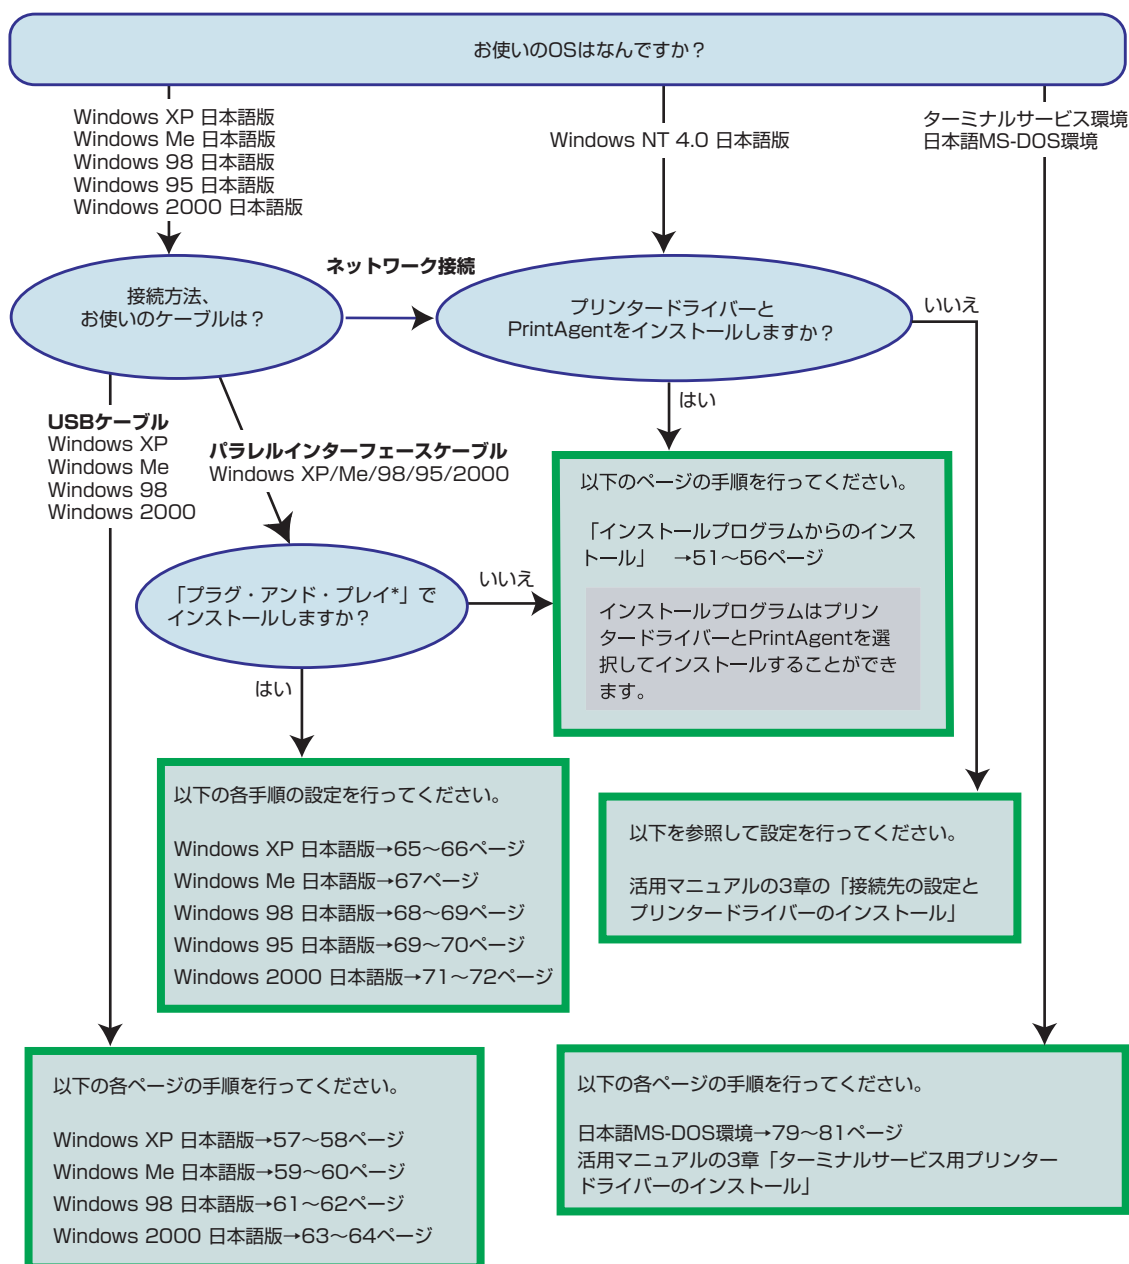 お使いのOSはなんですか？
Windows XP 日本語版
Windows Me 日本語版
Windows 98 日本語版
Windows 95 日本語版
Windows 2000 日本語版
Windows NT 4.0 日本語版
ターミナルサービス環境
日本語MS-DOS環境
接続方法、
お使いのケーブルは？
ネットワーク接続
プリンタードライバーと
PrintAgentをインストールしますか？
いいえ
はい
USBケーブル
Windows XP
Windows Me
Windows 98
Windows 2000
パラレルインターフェースケーブル
Windows XP/Me/98/95/2000
「プラグ・アンド・プレイ*」で
インストールしますか？
いいえ
はい
以下のページの手順を行ってください。
「インストールプログラムからのインス
トール」　→51～56ページ
インストールプログラムはプリン
タードライバーとPrintAgentを選
択してインストールすることができ
ます。
以下の各手順の設定を行ってください。
Windows XP 日本語版→65～66ページ
Windows Me 日本語版→67ページ
Windows 98 日本語版→68～69ページ
Windows 95 日本語版→69～70ページ
Windows 2000 日本語版→71～72ページ
以下を参照して設定を行ってください。
活用マニュアルの3章の「接続先の設定と
プリンタードライバーのインストール」
以下の各ページの手順を行ってください。
Windows XP 日本語版→57～58ページ
Windows Me 日本語版→59～60ページ
Windows 98 日本語版→61～62ページ
Windows 2000 日本語版→63～64ページ
以下の各ページの手順を行ってください。
日本語MS-DOS環境→79～81ページ
活用マニュアルの3章「ターミナルサービス用プリンター
ドライバーのインストール」